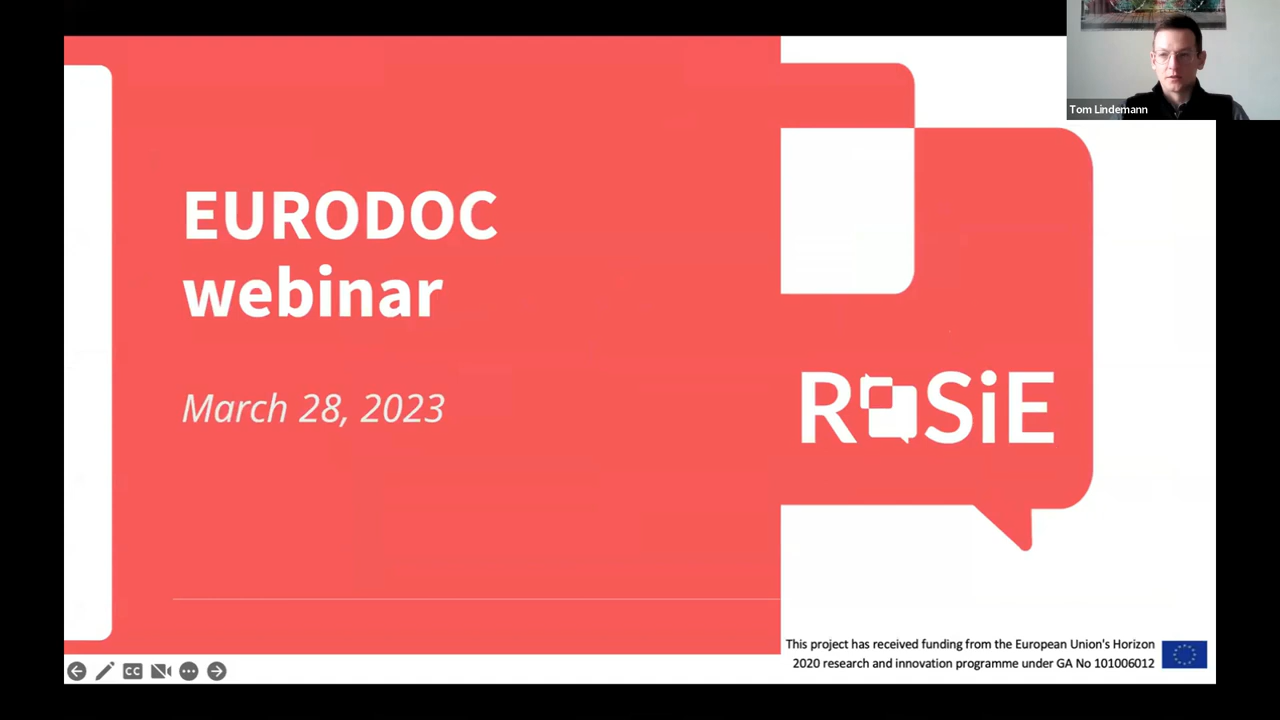 EURODOC
webinar
March 28, 2023
RoSiE
This project has received funding from the European Union's Horizon
2020 research and innovation programme under GA No 101006012
Tom Lindemann
CC